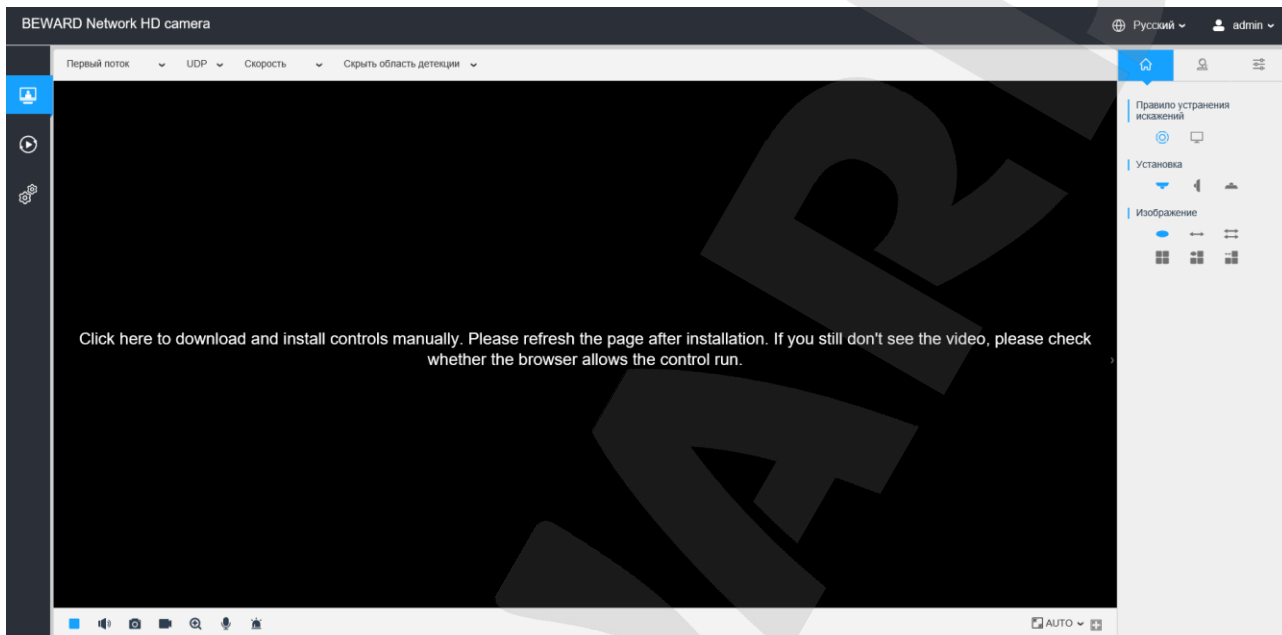 BEWARD Network HD camera
Русский
admin
Первый поток
UDP
Скорость
Скрыть область детекции
Правило устранения
искажений
Установка
Изображение
Click here to download and install controls manually. Please refresh the page after installation. If you still don't see the video, please check
whether the browser allows the control run.
AUTO